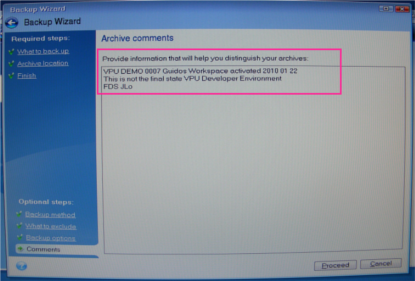 Backup Wizard
Backup Wizard
Required steps:
What to back up
Archive location
Finish
Archive comments
Provide information that will help you distinguish your archives:
VPU DEMO 0007 Guidos Workspace activated 2010 01 22
This is not the final state VPU Developer Environment
FDS JLo
Optional steps:
Backup method
What to exclude
Backup options
Comments
Proceed
Cancel